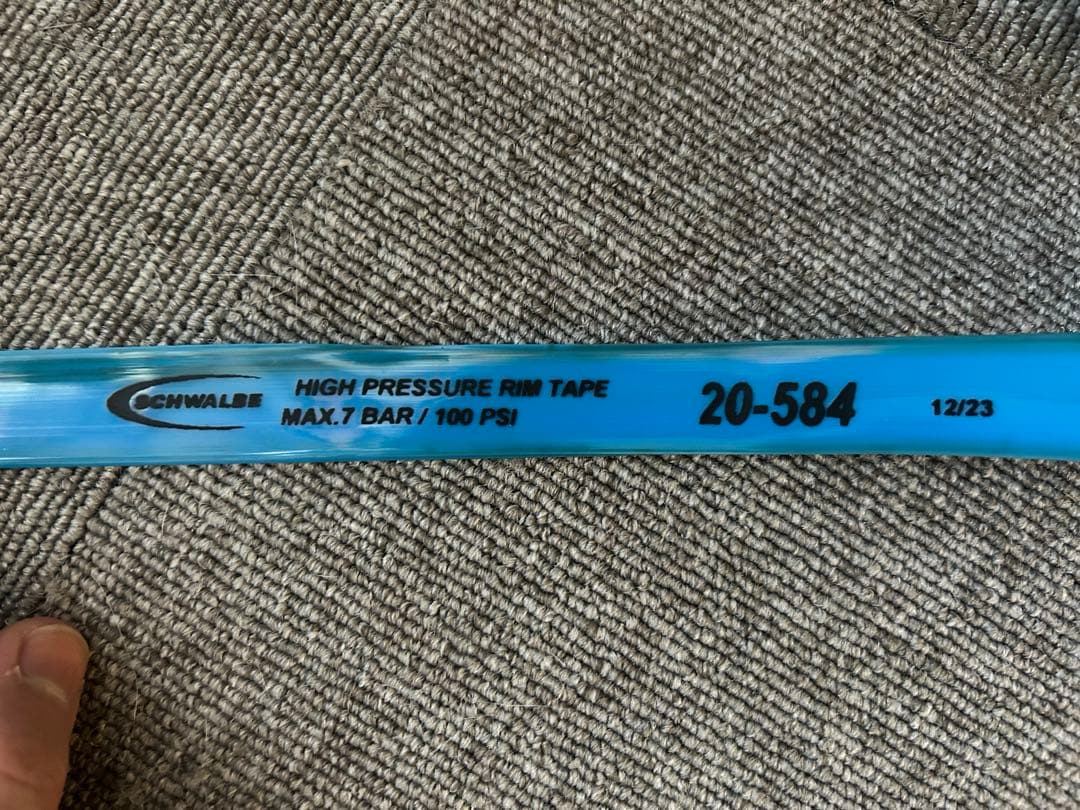 SCHWALBE
HIGH PRESSURE RIM TAPE
MAX.7 BAR / 100 PSI
20-584
12/23